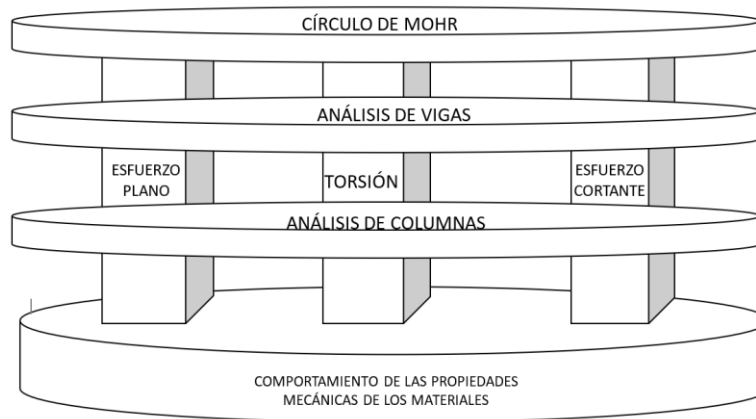 CÍRCULO DE MOHR
ANÁLISIS DE VIGAS
ESFUERZO
PLANO
TORSIÓN
ESFUERZO
CORTANTE
ANÁLISIS DE COLUMNAS
COMPORTAMIENTO DE LAS PROPIEDADES
MECÁNICAS DE LOS MATERIALES